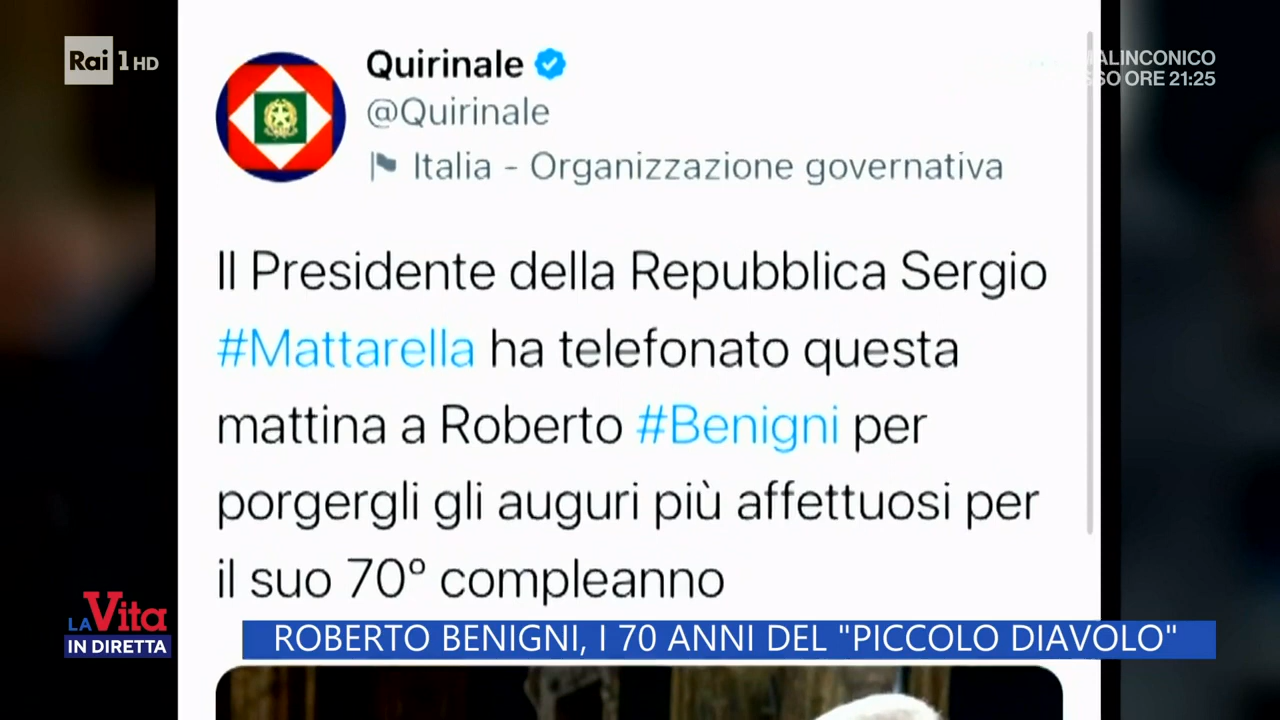 Rai 1 HD
ALINCONICO
SO ORE 21:25
Quirinale
@Quirinale
Italia - Organizzazione governativa
Il Presidente della Repubblica Sergio
#Mattarella ha telefonato questa
mattina a Roberto #Benigni per
porgergli gli auguri più affettuosi per
il suo 70° compleanno
LA Vita
IN DIRETTA
ROBERTO BENIGNI, I 70 ANNI DEL "PICCOLO DIAVOLO"